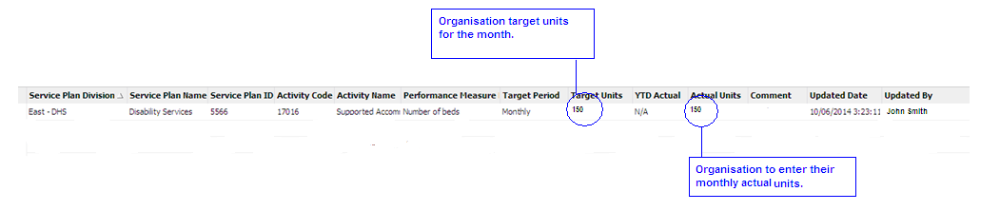 Organisation target units
for the month.
Service Plan Division Service Plan Name Service Plan ID Activity Code Activity Name Performance Measure Target Period Target Units YTD Actual Actual Units Comment Updated Date Updated By
East - DHS Disability Services 5566 17016 Supported Accomi Number of beds Monthly 150 N/A 150 10/06/2014 3:23:11 John Smith
Organisation to enter their
monthly actual units.